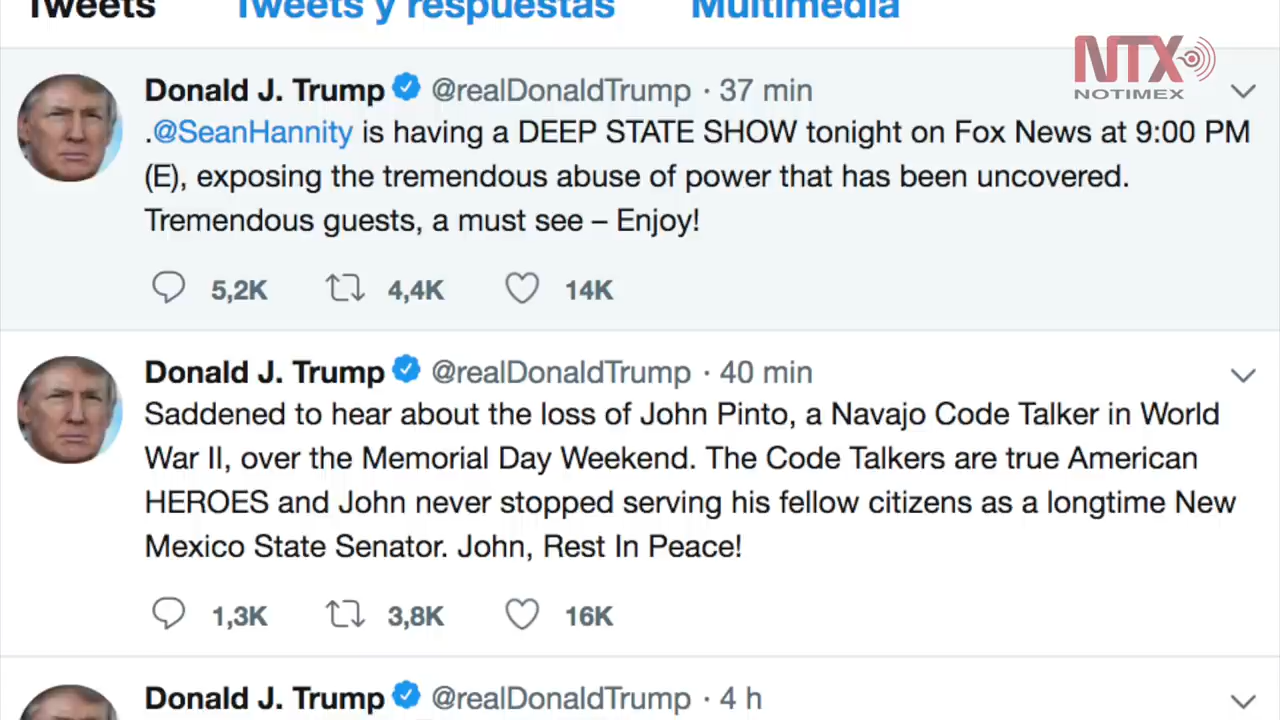 Tweets Tweets y respuestas Multimedia
NTX
NOTIMEX
Donald J. Trump @realDonaldTrump · 37 min
.@SeanHannity is having a DEEP STATE SHOW tonight on Fox News at 9:00 PM
(E), exposing the tremendous abuse of power that has been uncovered.
Tremendous guests, a must see – Enjoy!
5,2K 4,4K 14K
Donald J. Trump @realDonaldTrump · 40 min
Saddened to hear about the loss of John Pinto, a Navajo Code Talker in World
War II, over the Memorial Day Weekend. The Code Talkers are true American
HEROES and John never stopped serving his fellow citizens as a longtime New
Mexico State Senator. John, Rest In Peace!
1,3K 3,8K 16K
Donald J. Trump @realDonaldTrump · 4 h